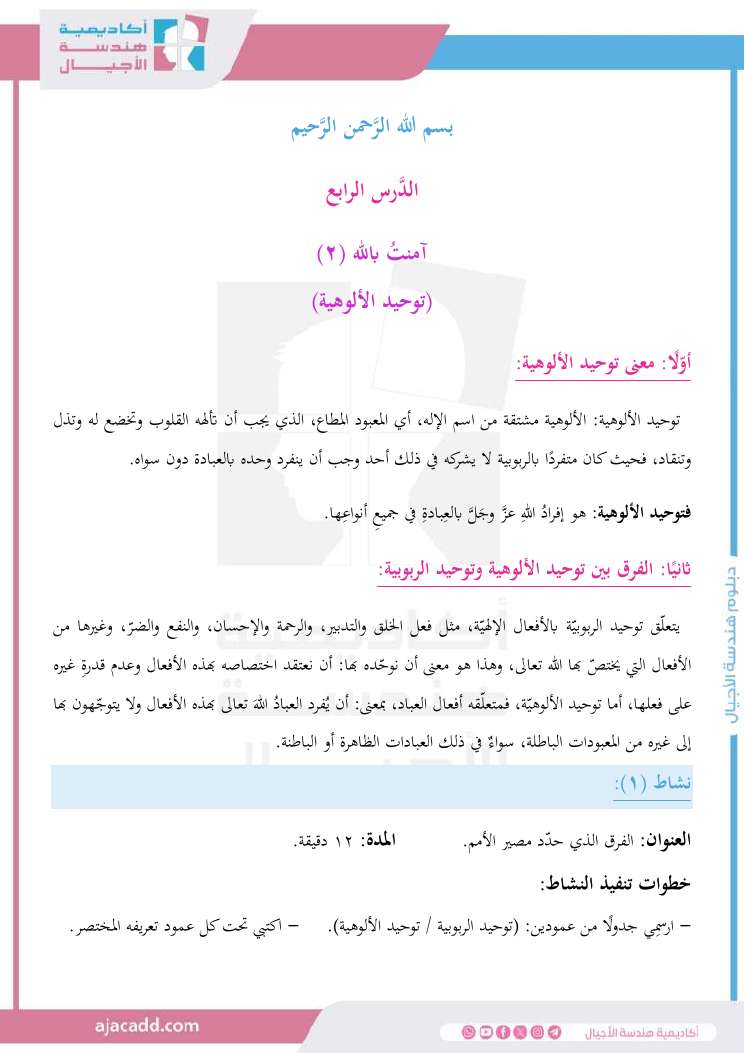 أكاديمية
هندسة
الأجيال
بسم الله الرَّحمن الرَّحيم
الدَّرس الرابع
آمنتُ بالله (٢)
(توحيد الألوهية)
أوّلًا: معنى توحيد الألوهية:
توحيد الألوهية: الألوهية مشتقة من اسم الإله، أي المعبود المطاع، الذي يجب أن تألهه القلوب وتخضع له وتذل
وتنقاد، فحيث كان متفردًا بالربوبية لا يشركه في ذلك أحد وجب أن ينفرد وحده بالعبادة دون سواه.
فتوحيد الألوهية: هو إفرادُ اللهِ عزَّ وجَلَّ بالعِبادةِ في جميعِ أنواعِها.
ثانيًا: الفرق بين توحيد الألوهية وتوحيد الربوبية:
يتعلّق توحيد الربوبيّة بالأفعال الإلهيّة، مثل فعل الخلق والتدبير، والرحمة والإحسان، والنفع والضرّ، وغيرها من
الأفعال التي يختصّ بها الله تعالى، وهذا هو معنى أن نوحّده بها: أن نعتقد اختصاصه بهذه الأفعال وعدم قدرةِ غيره
على فعلها، أما توحيد الألوهيّة، فمتعلّقه أفعال العباد، بمعنى: أن يُفرد العبادُ اللهَ تعالى بهذه الأفعال ولا يتوجّهون بها
إلى غيره من المعبودات الباطلة، سواءٌ في ذلك العبادات الظاهرة أو الباطنة.
نشاط (١):
العنوان: الفرق الذي حدّد مصير الأمم. المدة: ١٢ دقيقة.
خطوات تنفيذ النشاط:
– ارسمِي جدولًا من عمودين: (توحيد الربوبية / توحيد الألوهية). – اكتبي تحت كل عمود تعريفه المختصر.
دبلوم هندسة الأجيال
أكاديمية هندسة الأجيال
ajacadd.com